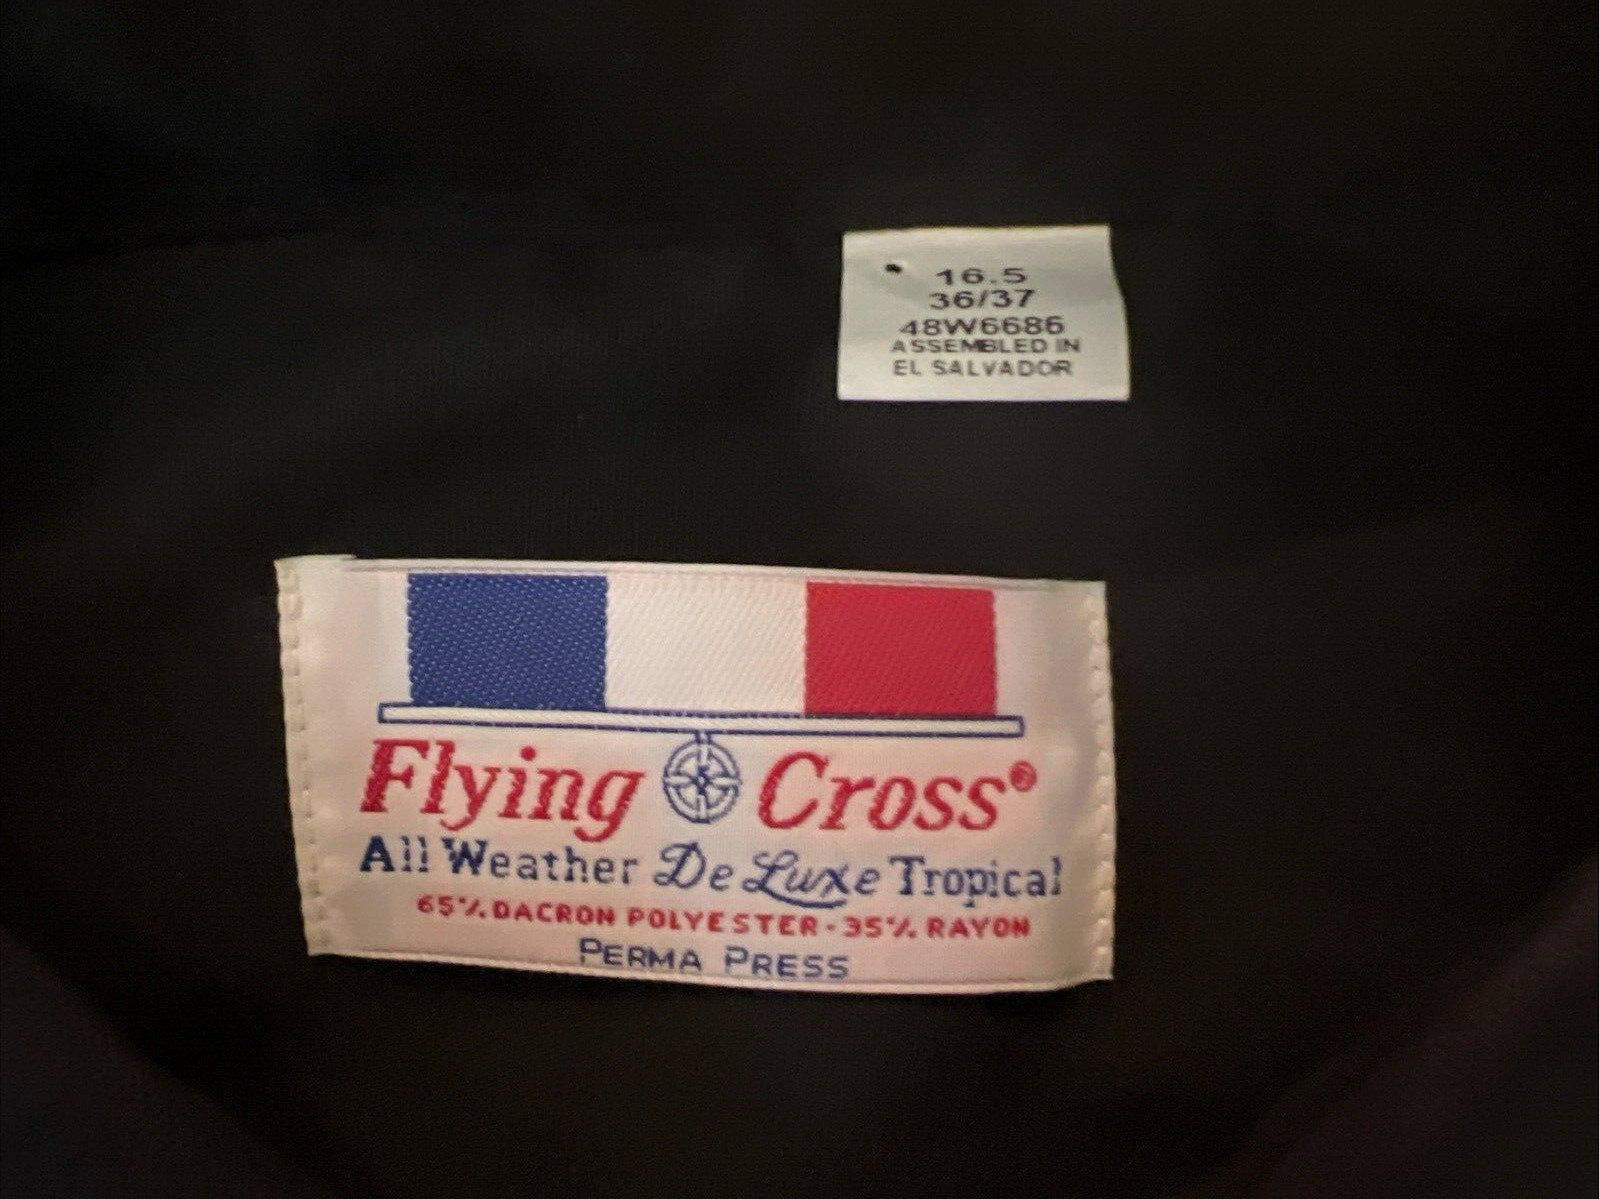 16.5
36/37
48W6686
ASSEMBLED IN
EL SALVADOR
Flying Cross®
All Weather De Luxe Tropical
65% DACRON POLYESTER - 35% RAYON
PERMA PRESS